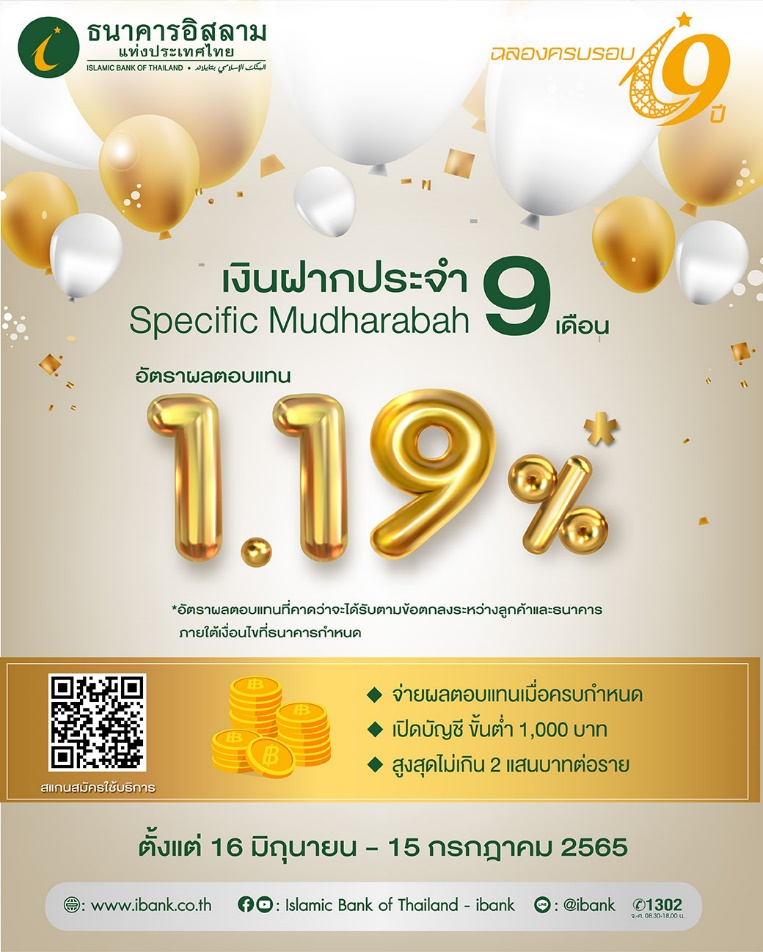 ธนาคารอิสลาม
แห่งประเทศไทย
ISLAMIC BANK OF THAILAND •
ฉลองครบรอบ 19 ปี
เงินฝากประจำ 9 เดือน
Specific Mudharabah
อัตราผลตอบแทน
1.19%*
*อัตราผลตอบแทนที่คาดว่าจะได้รับตามข้อตกลงระหว่างลูกค้าและธนาคาร
ภายใต้เงื่อนไขที่ธนาคารกำหนด
◆ จ่ายผลตอบแทนเมื่อครบกำหนด
◆ เปิดบัญชี ขั้นต่ำ 1,000 บาท
◆ สูงสุดไม่เกิน 2 แสนบาทต่อราย
สแกนสมัครใช้บริการ
ตั้งแต่ 16 มิถุนายน - 15 กรกฎาคม 2565
: www.ibank.co.th : Islamic Bank of Thailand - ibank : @ibank 1302
จ.-ศ. 08.30-18.00 น.